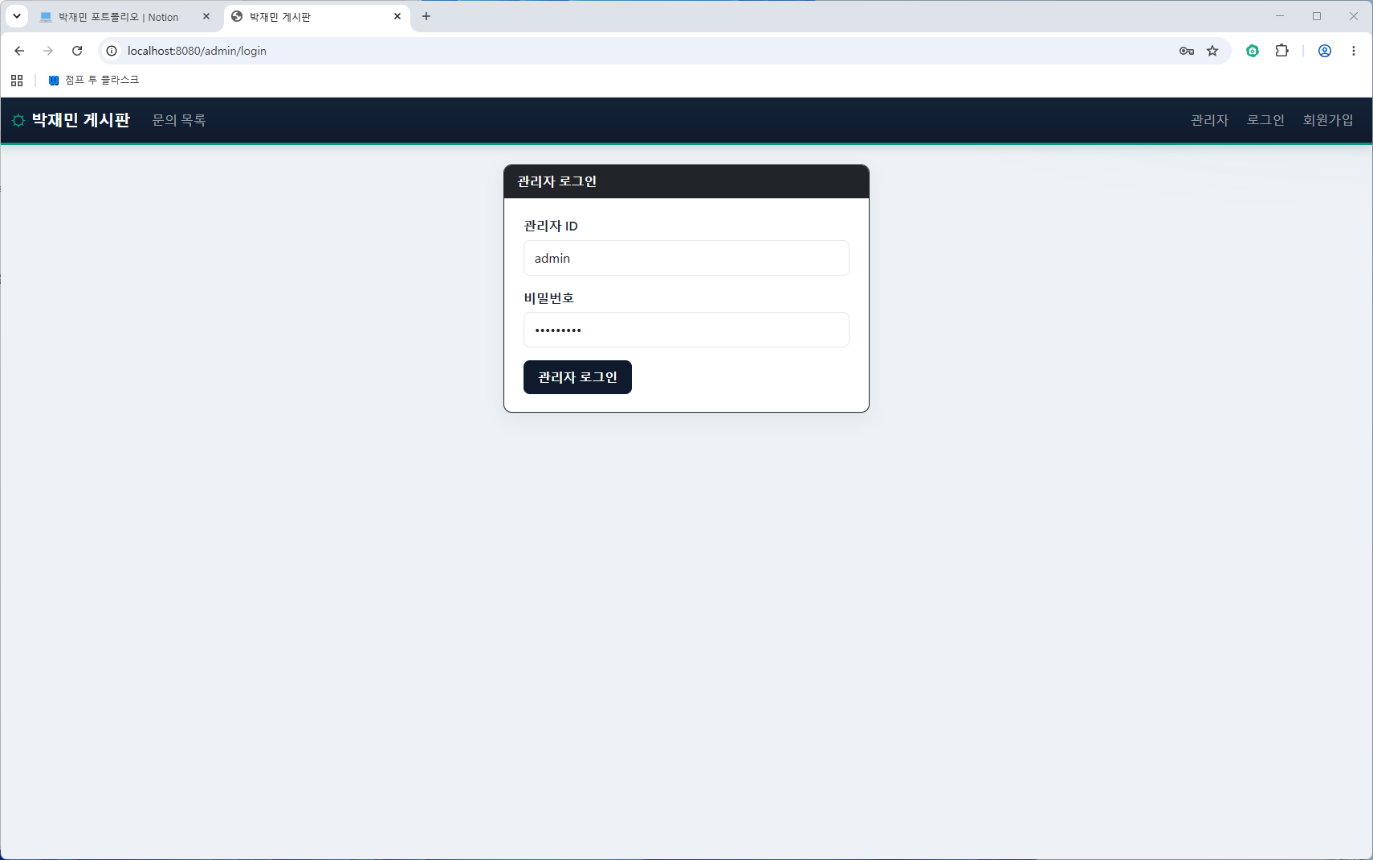 박재민 포트폴리오 | Notion
박재민 게시판
localhost:8080/admin/login
점프 투 플라스크
박재민 게시판 문의 목록 관리자 로그인 회원가입
관리자 로그인
관리자 ID
admin
비밀번호
•••••••••
관리자 로그인